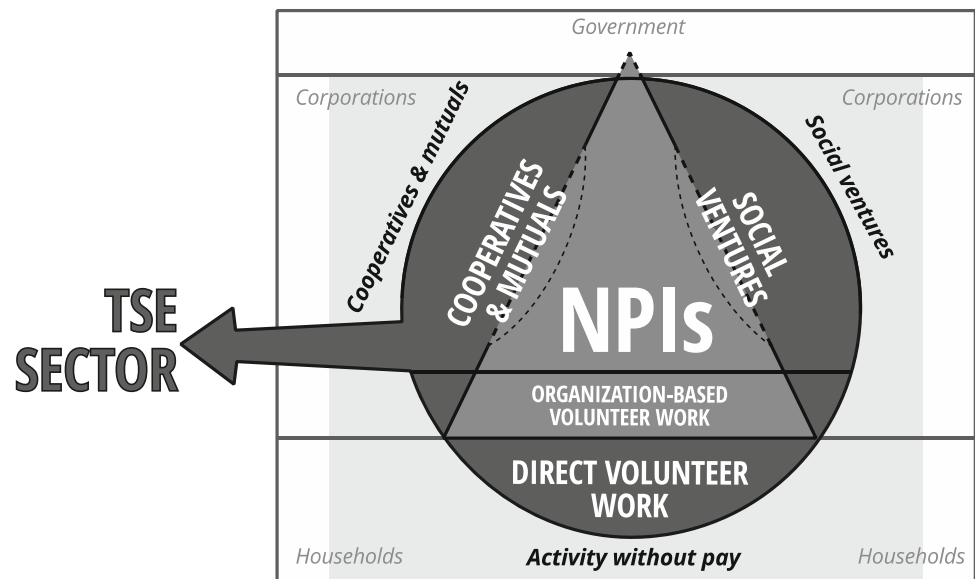 Government
Corporations
Corporations
Cooperatives & mutuals
Social ventures
COOPERATIVES
& MUTUALS
SOCIAL
VENTURES
TSE
SECTOR
NPIs
ORGANIZATION-BASED
VOLUNTEER WORK
DIRECT VOLUNTEER
WORK
Households
Activity without pay
Households